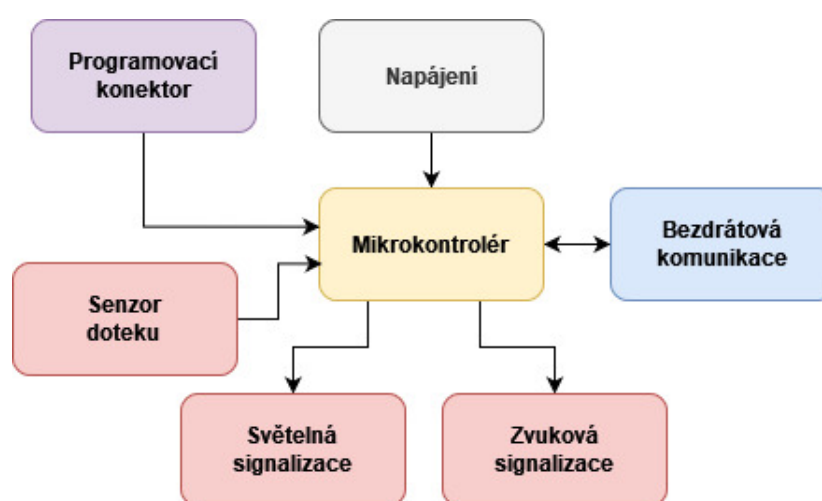 Programovací
konektor
Napájení
Mikrokontrolér
Bezdrátová
komunikace
Senzor
doteku
Světelná
signalizace
Zvuková
signalizace